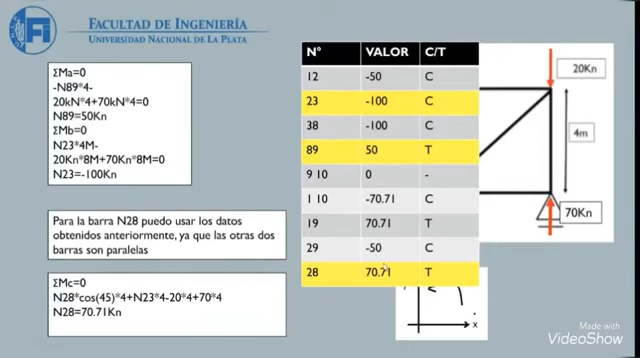 FACULTAD DE INGENIERÍA
UNIVERSIDAD NACIONAL DE LA PLATA
ΣMa=0
-N89*4-
20kN*4+70kN*4=0
N89=50Kn
ΣMb=0
N23*4M-
20Kn*8M+70Kn*8M=0
N23=-100Kn
Para la barra N28 puedo usar los datos
obtenidos anteriormente, ya que las otras dos
barras son paralelas
ΣMc=0
N28*cos(45)*4+N23*4-20*4+70*4
N28=70.71Kn
N° VALOR C/T
12 -50 C
23 -100 C
38 -100 C
89 50 T
9 10 0 -
1 10 -70.71 C
19 70.71 T
29 -50 C
28 70.71 T
20Kn
4m
70Kn
x
Made with
VideoShow